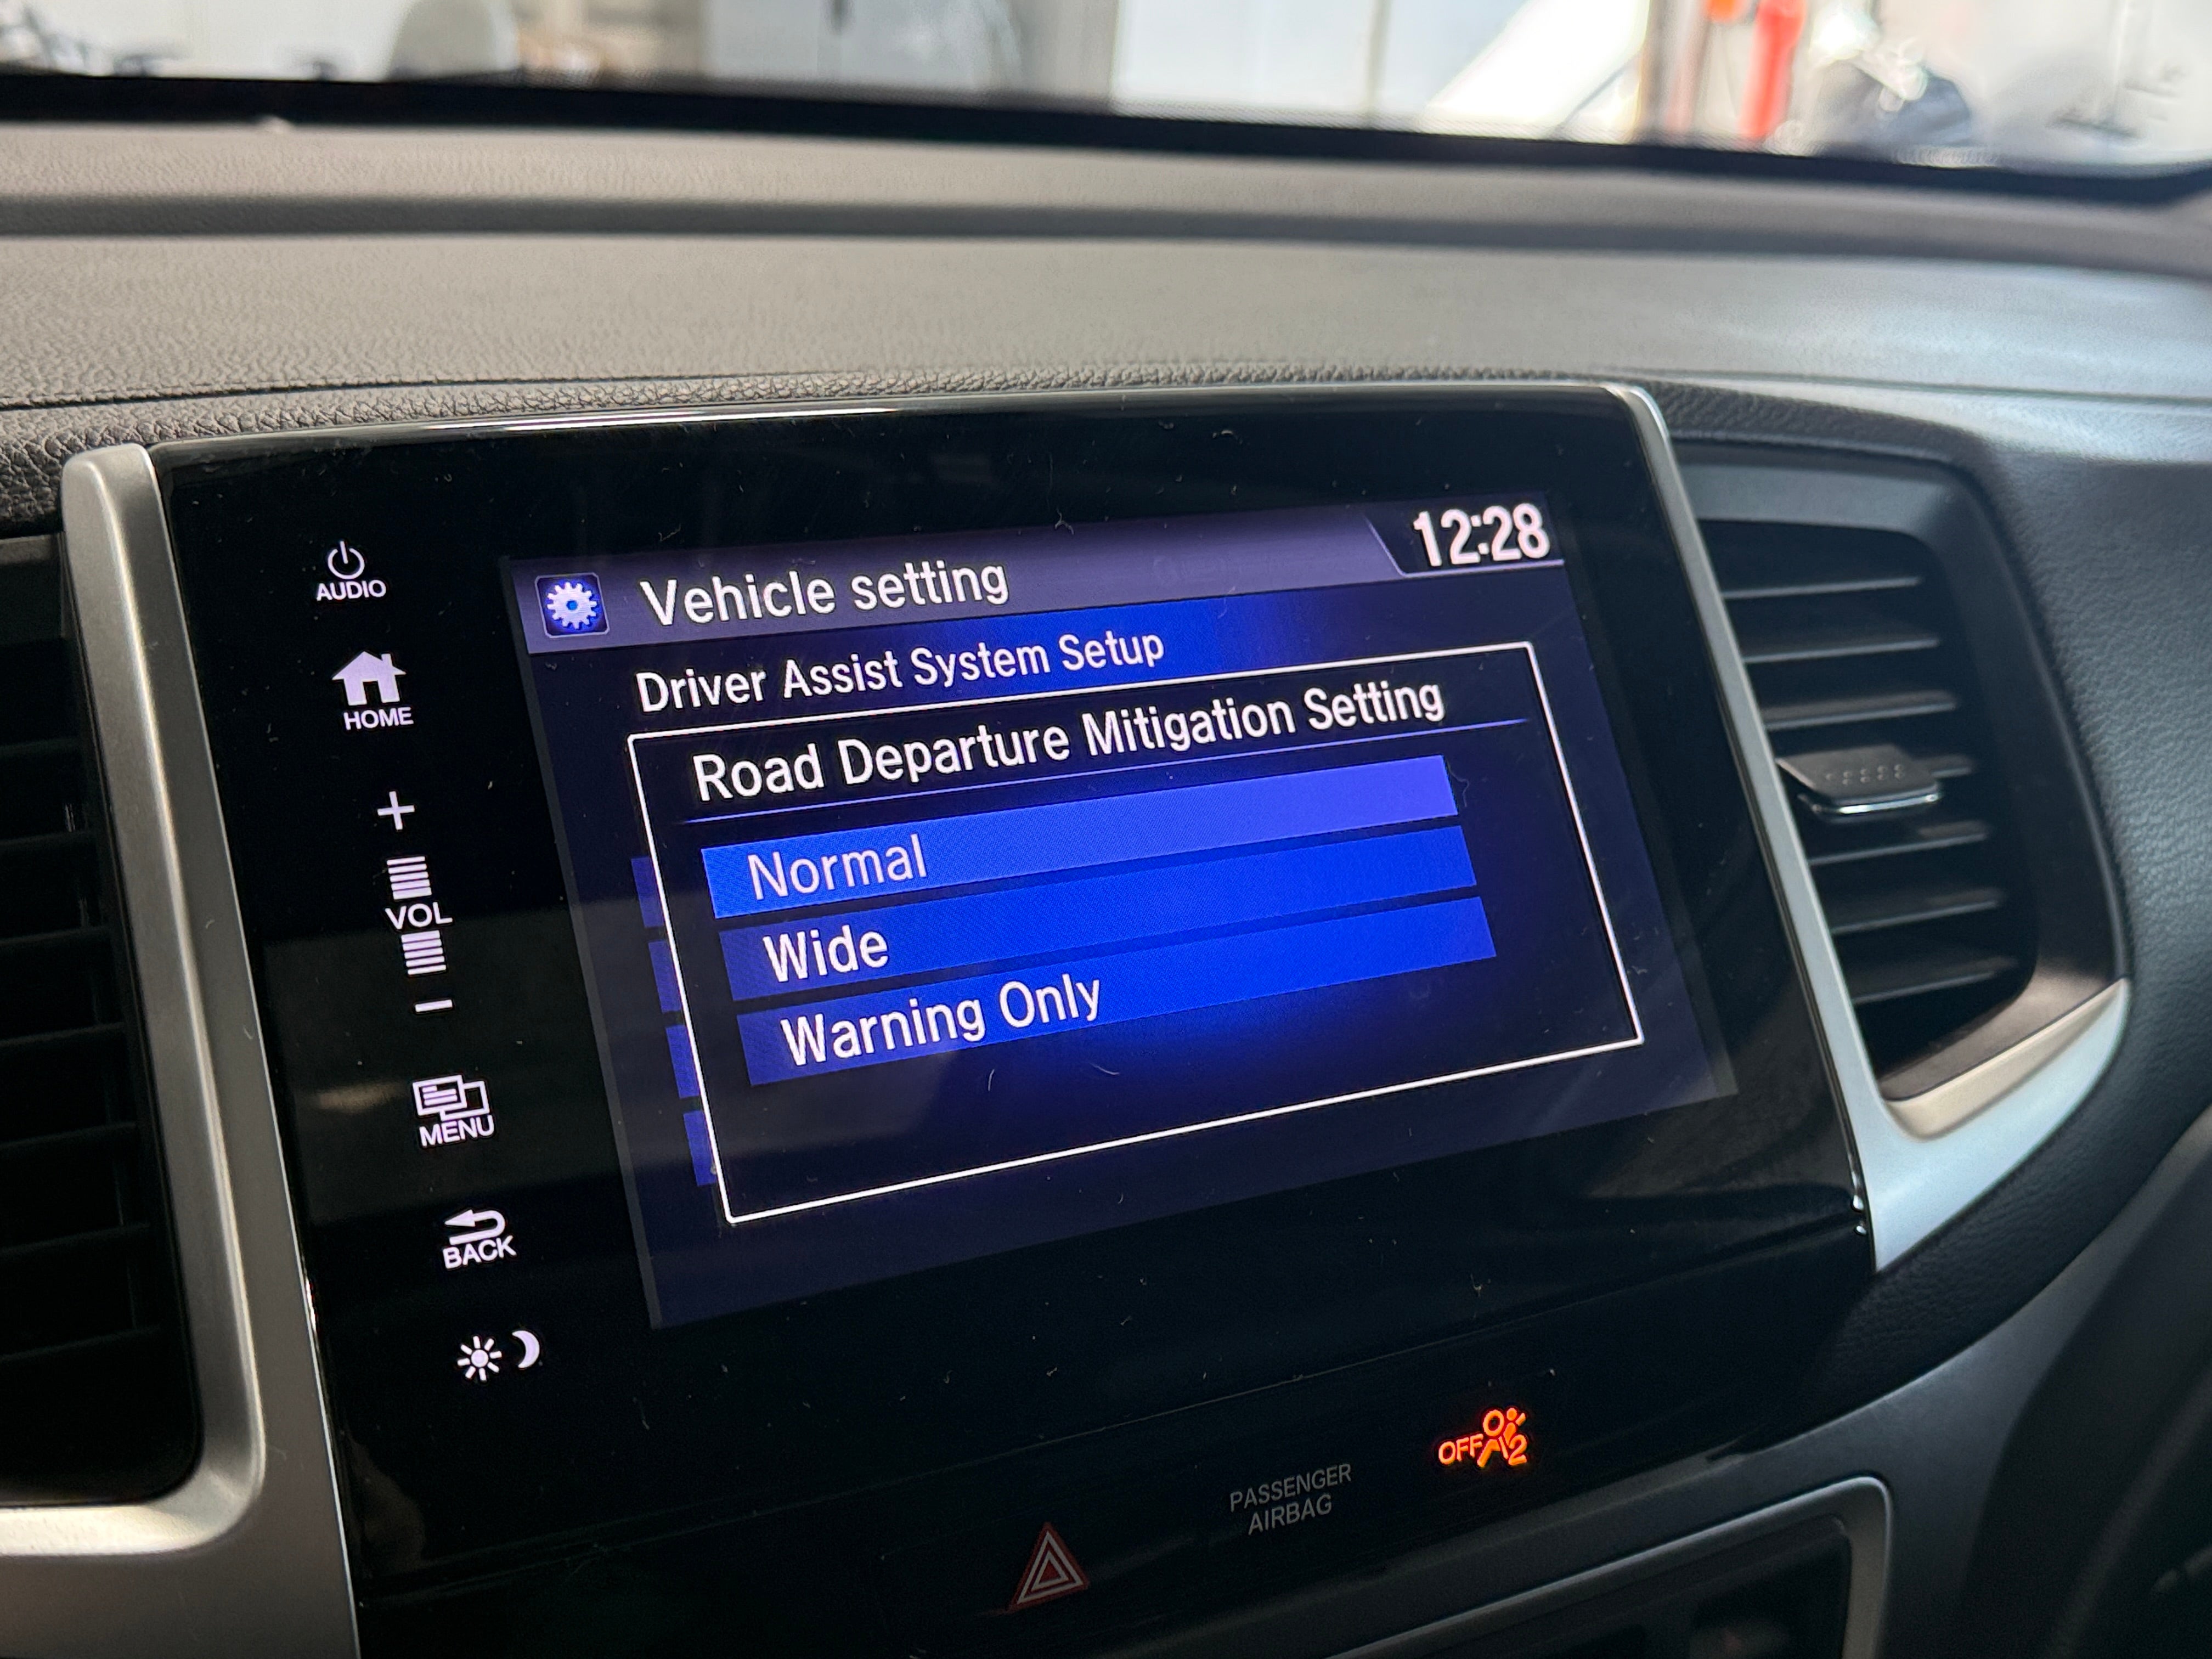 12:28
Vehicle setting
Driver Assist System Setup
Road Departure Mitigation Setting
Normal
Wide
Warning Only
AUDIO
HOME
+
VOL
−
MENU
BACK
PASSENGER
AIRBAG
OFF
2